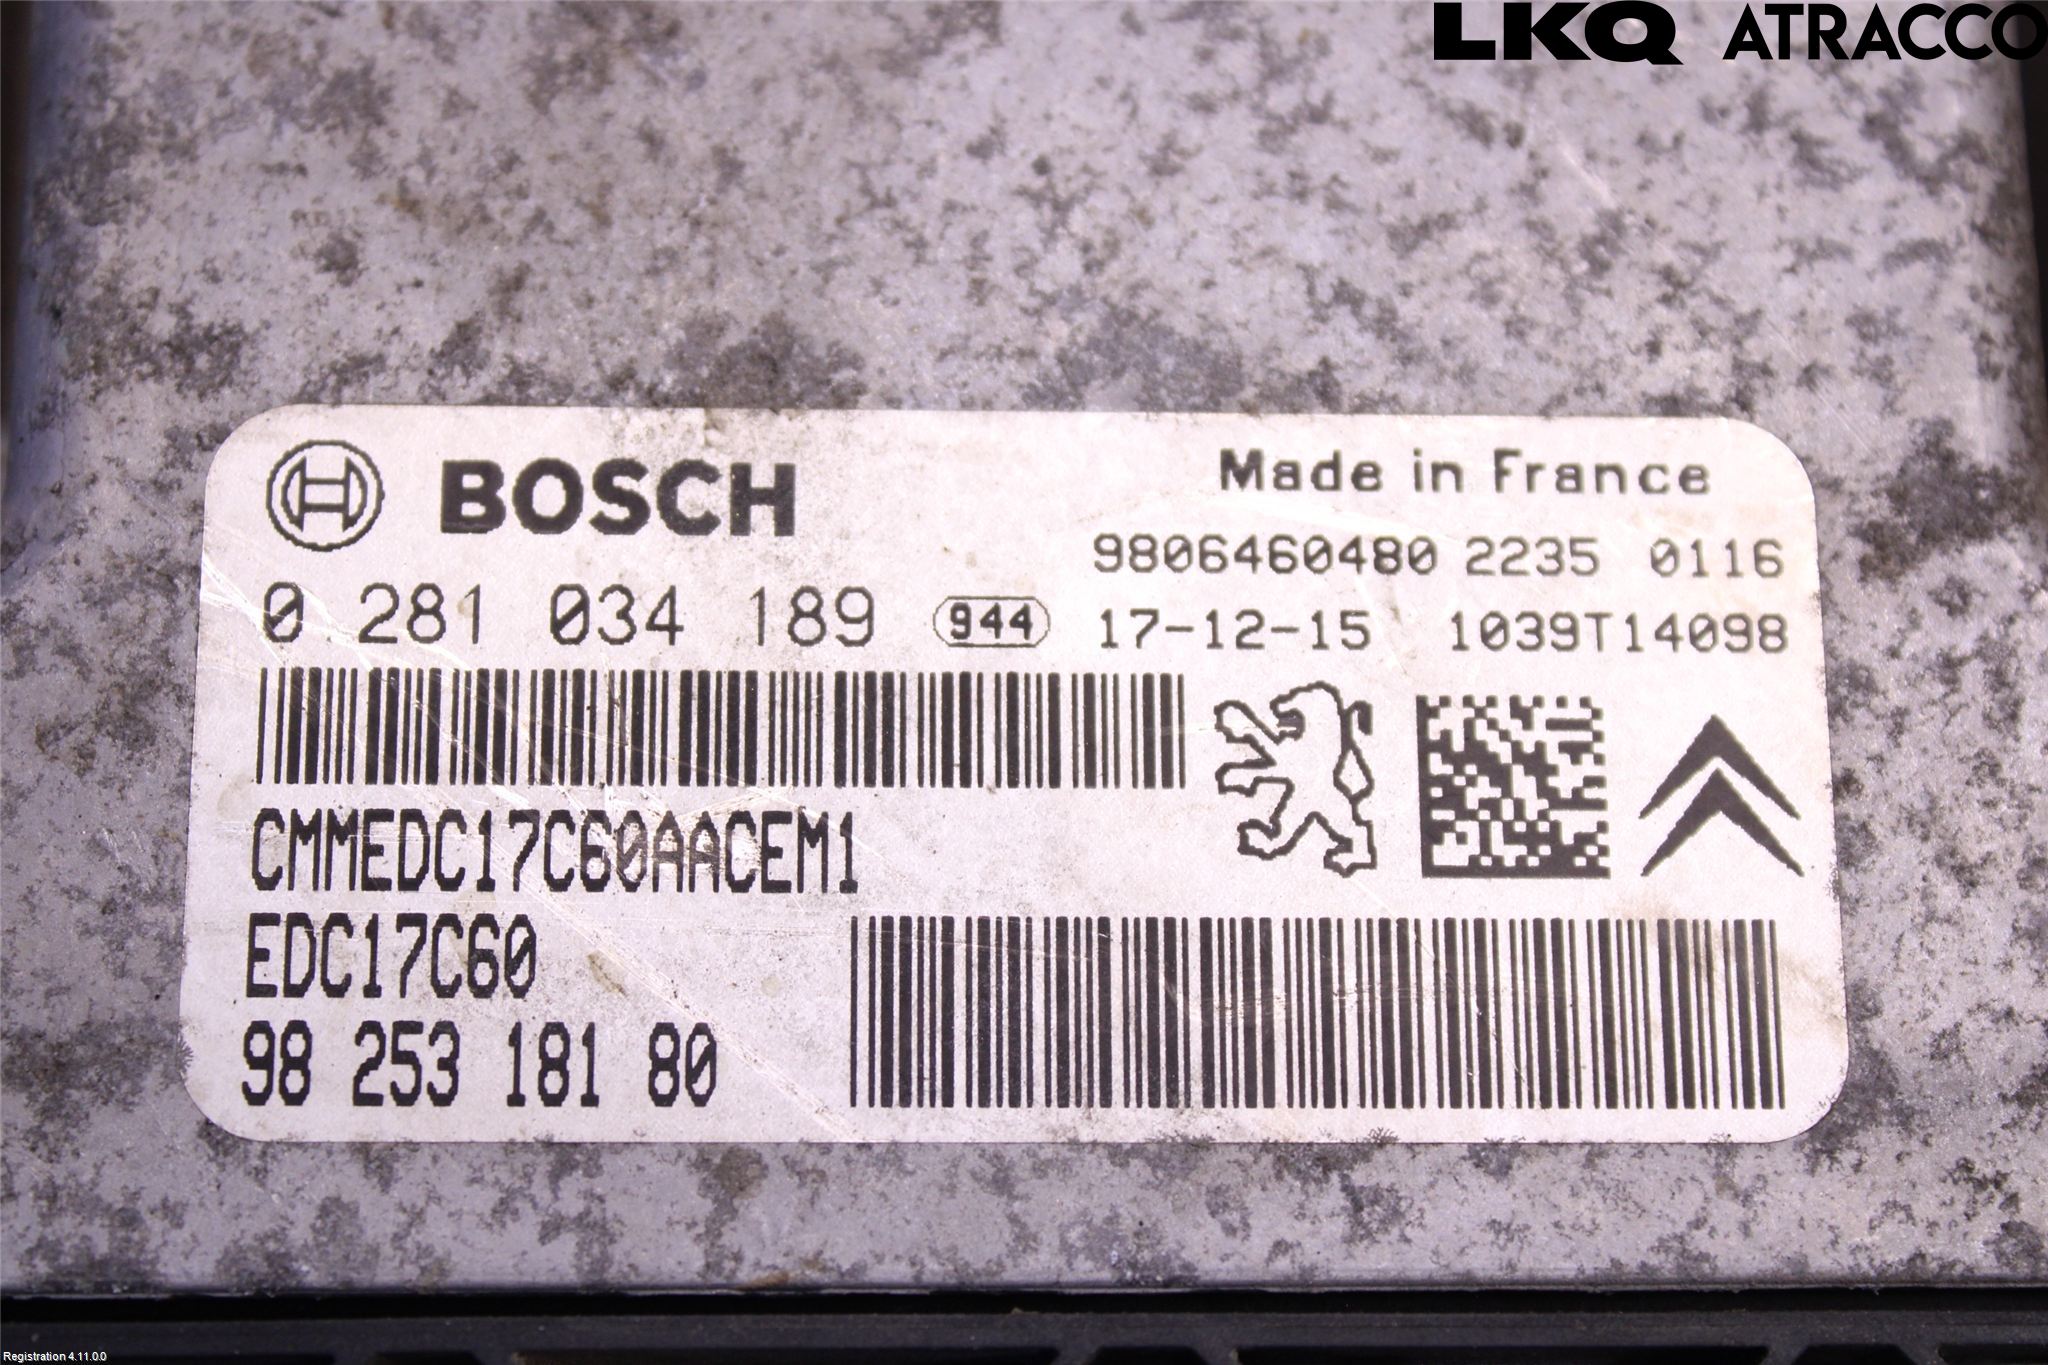 LKQ ATRACCO
BOSCH
Made in France
9806460480 2235 0116
0 281 034 189 944 17-12-15 1039T14098
CMMEDC17C60AACEM1
EDC17C60
98 253 181 80
Registration 4.11.0.0